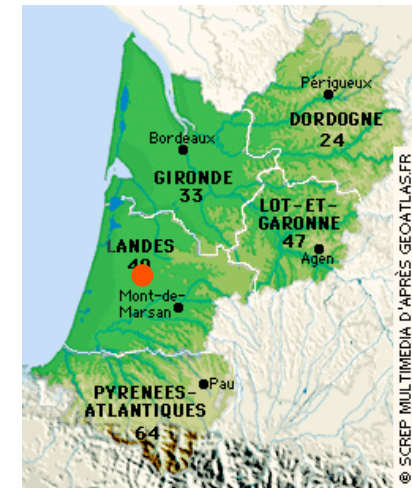 Périgueux
DORDOGNE
24
Bordeaux
GIRONDE
33
LOT-ET-
GARONNE
47
Agen
LANDES
40
Mont-de-
Marsan
Pau
PYRENEES-
ATLANTIQUES
64
© SCREP MULTIMEDIA D'APRÈS GEOATLAS.FR